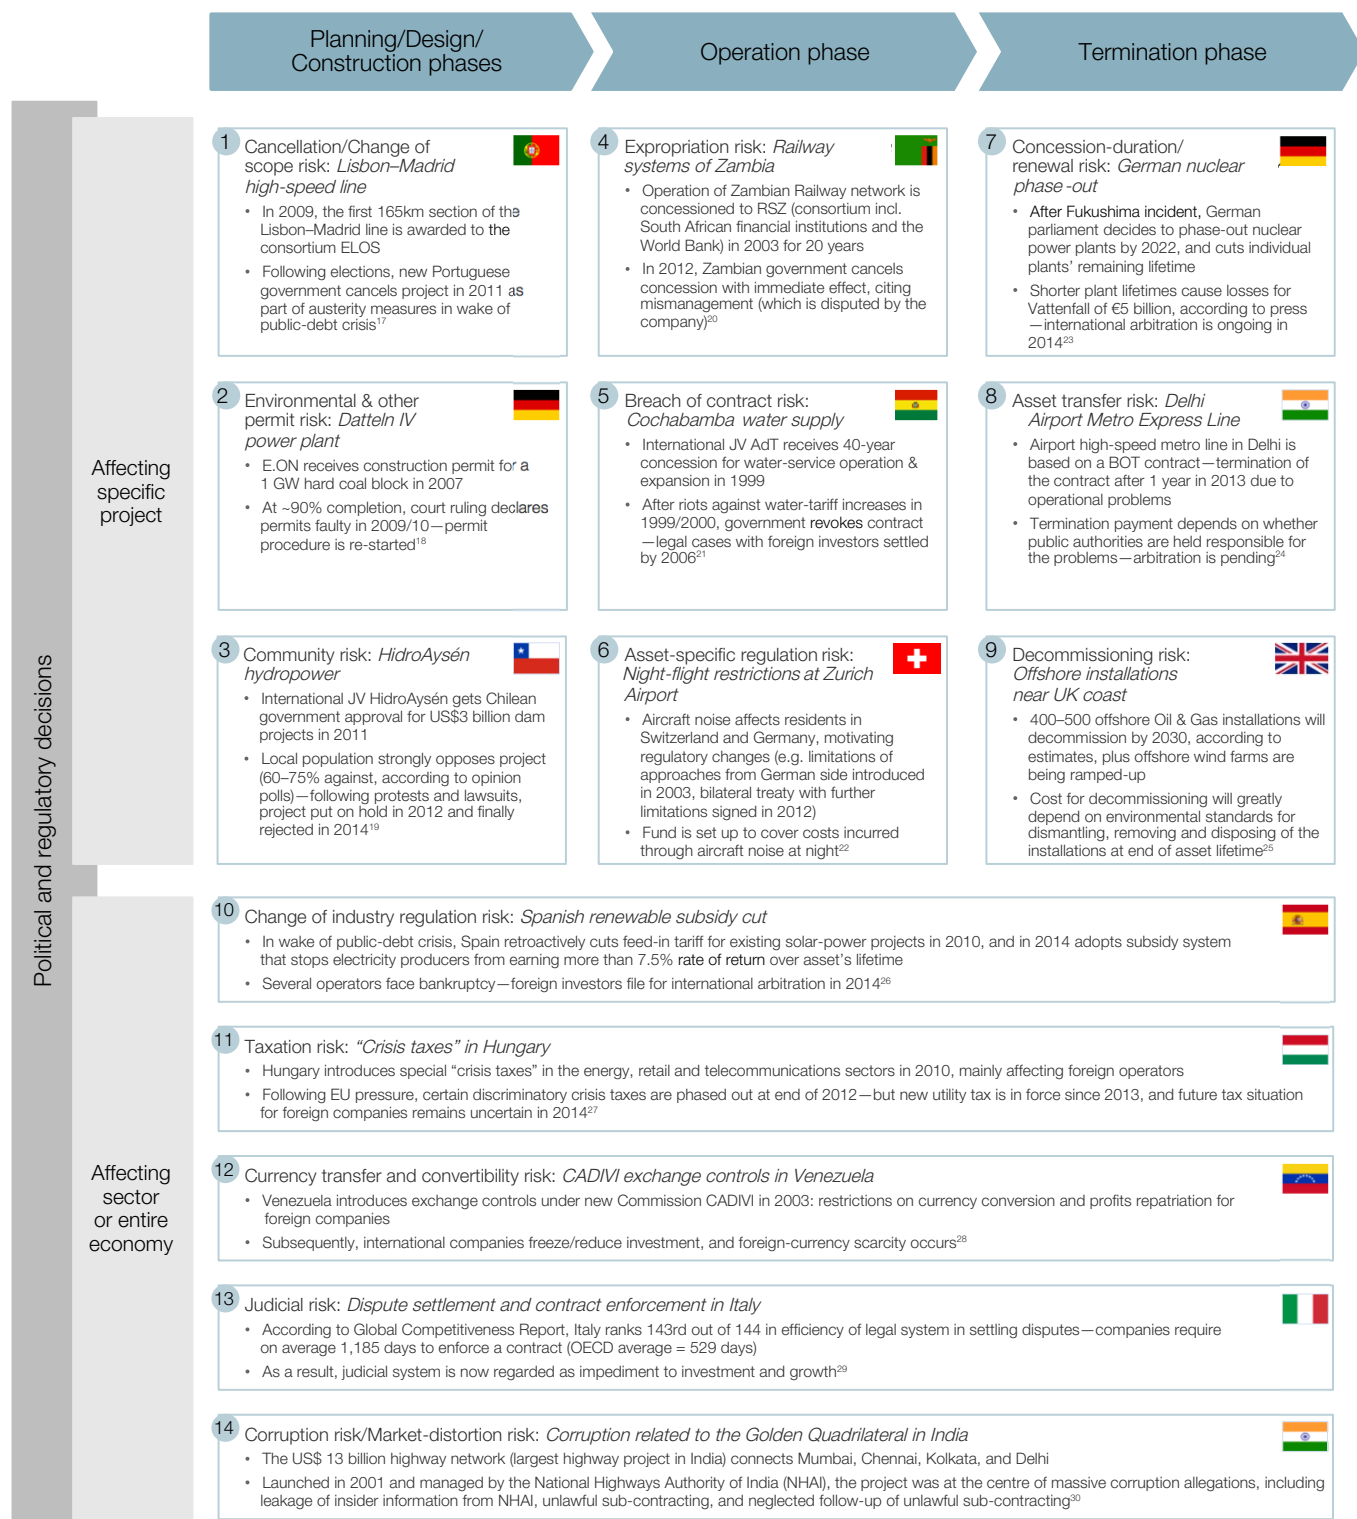 Planning/Design/
Construction phases
Operation phase
Termination phase
Political and regulatory decisions
Affecting
specific
project
1
Cancellation/Change of
scope risk: Lisbon–Madrid
high-speed line
• In 2009, the first 165km section of the
Lisbon–Madrid line is awarded to the
consortium ELOS
• Following elections, new Portuguese
government cancels project in 2011 as
part of austerity measures in wake of
public-debt crisis17
4
Expropriation risk: Railway
systems of Zambia
• Operation of Zambian Railway network is
concessioned to RSZ (consortium incl.
South African financial institutions and the
World Bank) in 2003 for 20 years
• In 2012, Zambian government cancels
concession with immediate effect, citing
mismanagement (which is disputed by the
company)20
7
Concession-duration/
renewal risk: German nuclear
phase -out
• After Fukushima incident, German
parliament decides to phase-out nuclear
power plants by 2022, and cuts individual
plants’ remaining lifetime
• Shorter plant lifetimes cause losses for
Vattenfall of €5 billion, according to press
—international arbitration is ongoing in
201423
2
Environmental & other
permit risk: Datteln IV
power plant
• E.ON receives construction permit for a
1 GW hard coal block in 2007
• At ~90% completion, court ruling declares
permits faulty in 2009/10—permit
procedure is re-started18
5
Breach of contract risk:
Cochabamba water supply
• International JV AdT receives 40-year
concession for water-service operation &
expansion in 1999
• After riots against water-tariff increases in
1999/2000, government revokes contract
—legal cases with foreign investors settled
by 200621
8
Asset transfer risk: Delhi
Airport Metro Express Line
• Airport high-speed metro line in Delhi is
based on a BOT contract—termination of
the contract after 1 year in 2013 due to
operational problems
• Termination payment depends on whether
public authorities are held responsible for
the problems—arbitration is pending24
3
Community risk: HidroAysén
hydropower
• International JV HidroAysén gets Chilean
government approval for US$3 billion dam
projects in 2011
• Local population strongly opposes project
(60–75% against, according to opinion
polls)—following protests and lawsuits,
project put on hold in 2012 and finally
rejected in 201419
6
Asset-specific regulation risk:
Night-flight restrictions at Zurich
Airport
• Aircraft noise affects residents in
Switzerland and Germany, motivating
regulatory changes (e.g. limitations of
approaches from German side introduced
in 2003, bilateral treaty with further
limitations signed in 2012)
• Fund is set up to cover costs incurred
through aircraft noise at night22
9
Decommissioning risk:
Offshore installations
near UK coast
• 400–500 offshore Oil & Gas installations will
decommission by 2030, according to
estimates, plus offshore wind farms are
being ramped-up
• Cost for decommissioning will greatly
depend on environmental standards for
dismantling, removing and disposing of the
installations at end of asset lifetime25
Affecting
sector
or entire
economy
10
Change of industry regulation risk: Spanish renewable subsidy cut
• In wake of public-debt crisis, Spain retroactively cuts feed-in tariff for existing solar-power projects in 2010, and in 2014 adopts subsidy system
that stops electricity producers from earning more than 7.5% rate of return over asset’s lifetime
• Several operators face bankruptcy—foreign investors file for international arbitration in 201426
11
Taxation risk: “Crisis taxes” in Hungary
• Hungary introduces special “crisis taxes” in the energy, retail and telecommunications sectors in 2010, mainly affecting foreign operators
• Following EU pressure, certain discriminatory crisis taxes are phased out at end of 2012—but new utility tax is in force since 2013, and future tax situation
for foreign companies remains uncertain in 201427
12
Currency transfer and convertibility risk: CADIVI exchange controls in Venezuela
• Venezuela introduces exchange controls under new Commission CADIVI in 2003: restrictions on currency conversion and profits repatriation for
foreign companies
• Subsequently, international companies freeze/reduce investment, and foreign-currency scarcity occurs28
13
Judicial risk: Dispute settlement and contract enforcement in Italy
• According to Global Competitiveness Report, Italy ranks 143rd out of 144 in efficiency of legal system in settling disputes—companies require
on average 1,185 days to enforce a contract (OECD average = 529 days)
• As a result, judicial system is now regarded as impediment to investment and growth29
14
Corruption risk/Market-distortion risk: Corruption related to the Golden Quadrilateral in India
• The US$ 13 billion highway network (largest highway project in India) connects Mumbai, Chennai, Kolkata, and Delhi
• Launched in 2001 and managed by the National Highways Authority of India (NHAI), the project was at the centre of massive corruption allegations, including
leakage of insider information from NHAI, unlawful sub-contracting, and neglected follow-up of unlawful sub-contracting30